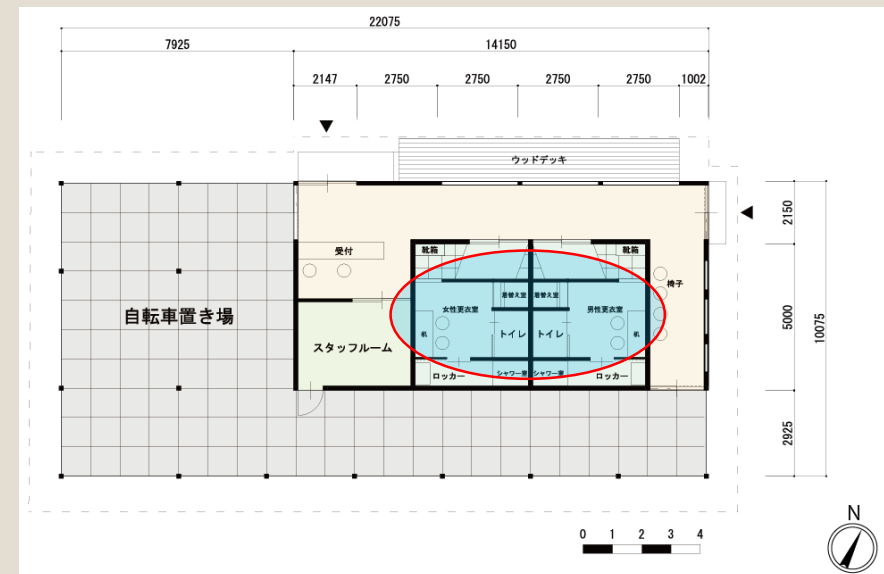 22075
7925
14150
2147
2750
2750
2750
2750
1002
ウッドデッキ
受付
靴箱
靴箱
2150
椅子
着替え室
着替え室
女性更衣室
男性更衣室
自転車置き場
机
トイレ
トイレ
机
5000
10075
スタッフルーム
ロッカー
シャワー室
シャワー室
ロッカー
2925
N
0 1 2 3 4